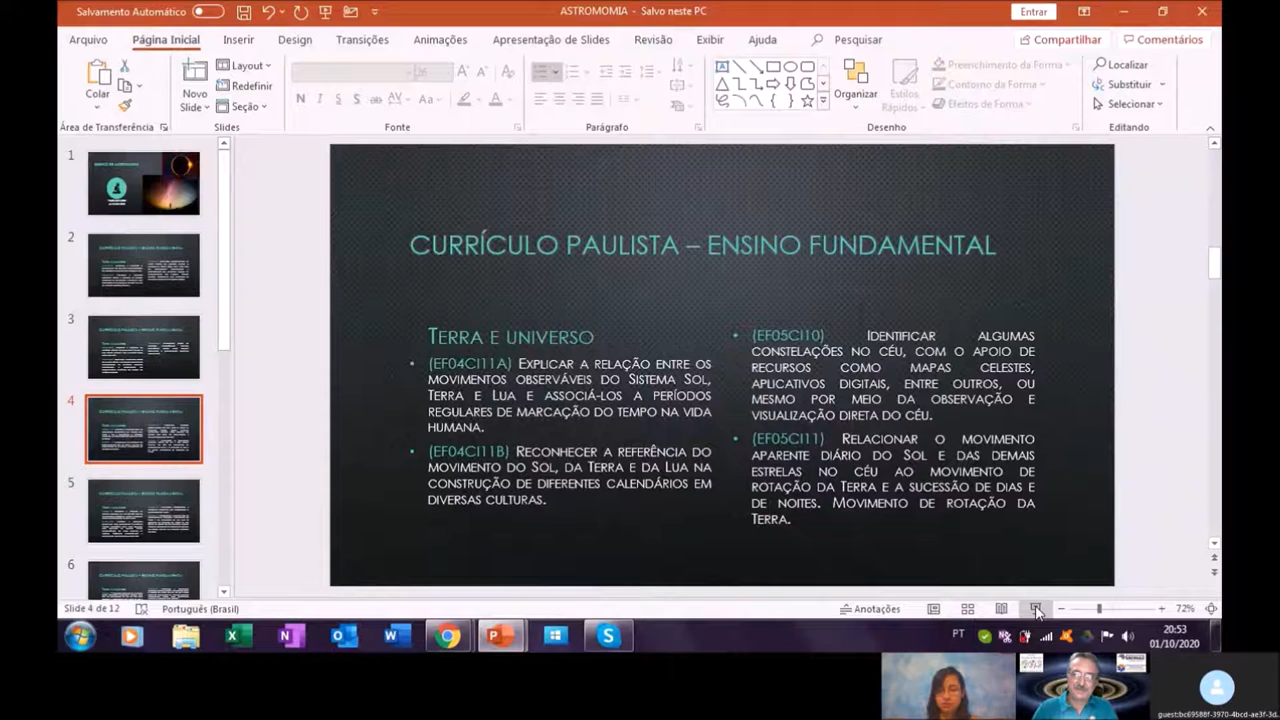 Salvamento Automático
ASTROMOMIA - Salvo neste PC
Entrar
Arquivo
Página Inicial
Inserir
Design
Transições
Animações
Apresentação de Slides
Revisão
Exibir
Ajuda
Pesquisar
Compartilhar
Comentários
Colar
Novo
Slide
Layout
Redefinir
Seção
Organizar
Estilos
Rápidos
Preenchimento da Forma
Contorno da Forma
Efeitos de Forma
Localizar
Substituir
Selecionar
Área de Transferência
Slides
Fonte
Parágrafo
Desenho
Editando
1
2
3
4
5
6
CURRÍCULO PAULISTA – ENSINO FUNDAMENTAL
TERRA E UNIVERSO
• (EF04CI11A) EXPLICAR A RELAÇÃO ENTRE OS
MOVIMENTOS OBSERVÁVEIS DO SISTEMA SOL,
TERRA E LUA E ASSOCIÁ-LOS A PERÍODOS
REGULARES DE MARCAÇÃO DO TEMPO NA VIDA
HUMANA.
• (EF04CI11B) RECONHECER A REFERÊNCIA DO
MOVIMENTO DO SOL, DA TERRA E DA LUA NA
CONSTRUÇÃO DE DIFERENTES CALENDÁRIOS EM
DIVERSAS CULTURAS.
• IDENTIFICAR ALGUMAS
CONSTELAÇÕES NO CÉU, COM O APOIO DE
RECURSOS COMO MAPAS CELESTES,
APLICATIVOS DIGITAIS, ENTRE OUTROS, OU
MESMO POR MEIO DA OBSERVAÇÃO E
VISUALIZAÇÃO DIRETA DO CÉU.
• RELACIONAR O MOVIMENTO
APARENTE DIÁRIO DO SOL E DAS DEMAIS
ESTRELAS NO CÉU AO MOVIMENTO DE
ROTAÇÃO DA TERRA E A SUCESSÃO DE DIAS E
DE NOITES MOVIMENTO DE ROTAÇÃO DA
TERRA.
Slide 4 de 12
Português (Brasil)
Anotações
72%
PT
20:53
01/10/2020